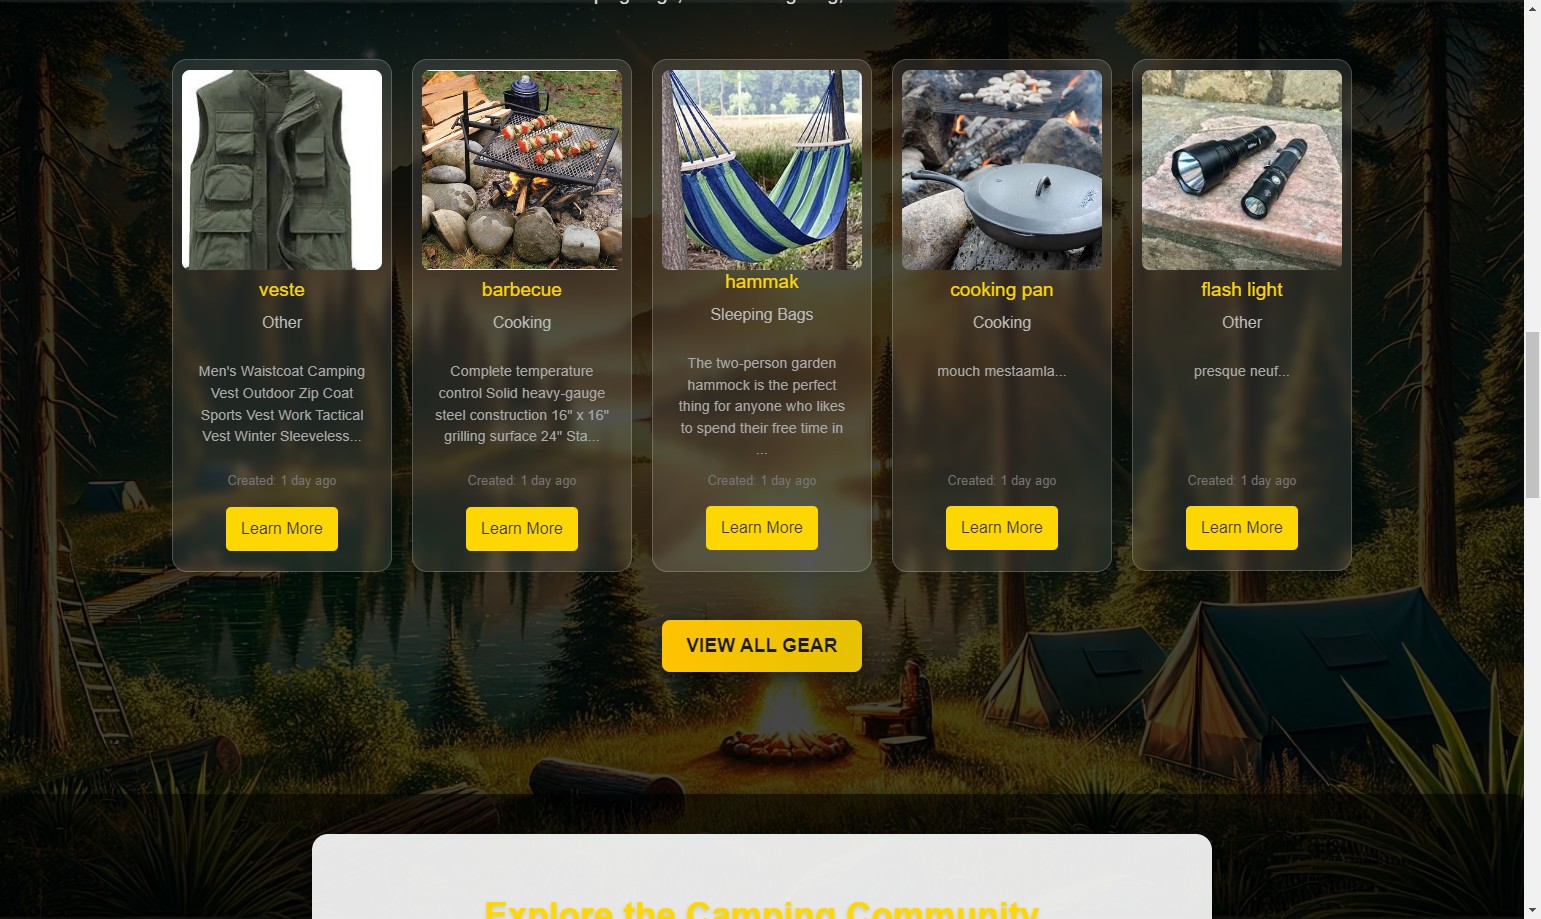 veste
Other
Men's Waistcoat Camping
Vest Outdoor Zip Coat
Sports Vest Work Tactical
Vest Winter Sleeveless...
Created: 1 day ago
Learn More
barbecue
Cooking
Complete temperature
control Solid heavy-gauge
steel construction 16" x 16"
grilling surface 24" Sta...
Created: 1 day ago
Learn More
hammak
Sleeping Bags
The two-person garden
hammock is the perfect
thing for anyone who likes
to spend their free time in
...
Created: 1 day ago
Learn More
cooking pan
Cooking
mouch mestaamla...
Created: 1 day ago
Learn More
flash light
Other
presque neuf...
Created: 1 day ago
Learn More
VIEW ALL GEAR
Explore the Camping Community